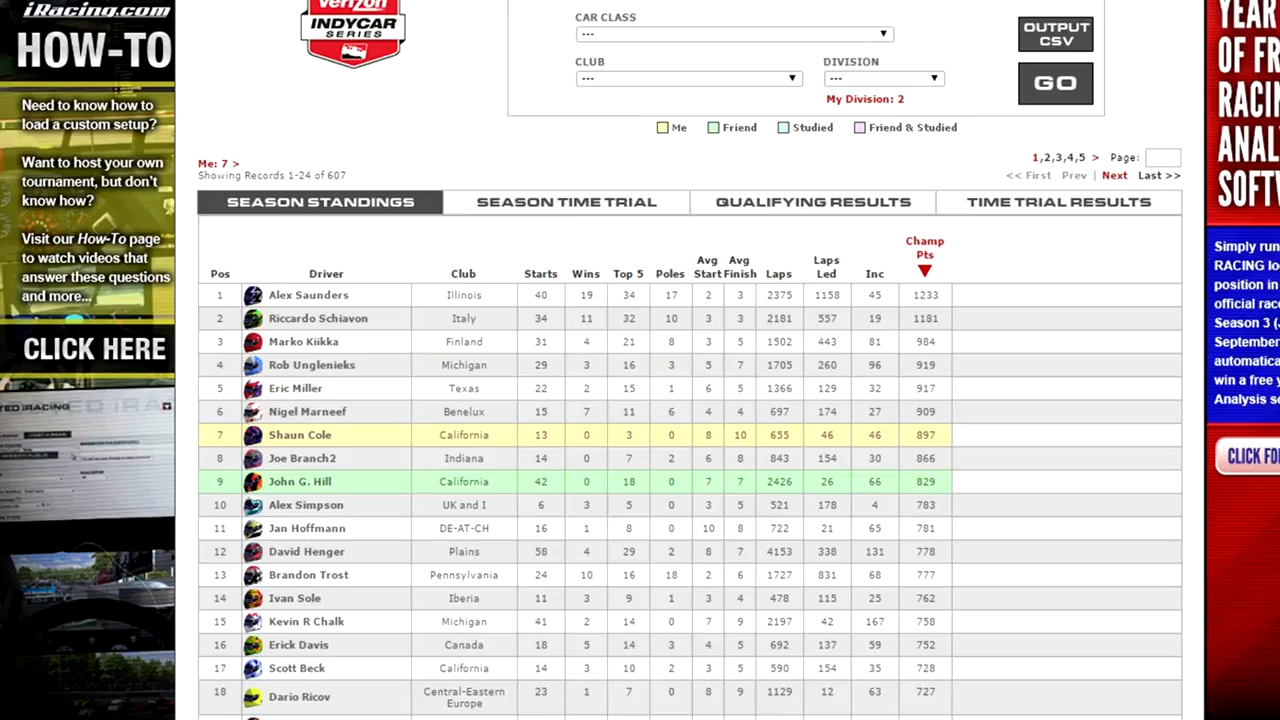 iRacing.com
HOW-TO
Need to know how to
load a custom setup?
Want to host your own
tournament, but don't
know how?
Visit our How-To page
to watch videos that
answer these questions
and more...
CLICK HERE
Verizon
INDYCAR
SERIES
CAR CLASS
---
CLUB
---
DIVISION
---
My Division: 2
OUTPUT
CSV
GO
Me Friend Studied Friend & Studied
Me: 7 >
Showing Records 1-24 of 607
1,2,3,4,5 > Page:
<< First Prev | Next Last >>
SEASON STANDINGS SEASON TIME TRIAL QUALIFYING RESULTS TIME TRIAL RESULTS
Pos Driver Club Starts Wins Top 5 Poles Avg Start Avg Finish Laps Laps Led Inc Champ Pts
1 Alex Saunders Illinois 40 19 34 17 2 4 2375 1158 45 1233
2 Riccardo Schiavon Italy 34 11 32 10 3 3 2181 557 19 1181
3 Marko Kiikka Finland 31 4 21 8 3 5 1502 443 81 984
4 Rob Unglenieks Michigan 29 3 16 3 5 7 1705 260 96 919
5 Eric Miller Texas 22 2 15 1 6 5 1366 129 32 917
6 Nigel Marneef Benelux 15 7 11 6 4 4 697 174 27 909
7 Shaun Cole California 13 0 3 0 8 10 655 46 46 897
8 Joe Branch2 Indiana 14 0 7 2 6 8 843 154 30 866
9 John G. Hill California 42 0 18 0 7 7 2426 26 66 829
10 Alex Simpson UK and I 6 3 5 0 3 5 521 178 4 783
11 Jan Hoffmann DE-AT-CH 16 1 8 0 10 8 722 21 65 781
12 David Henger Plains 58 4 29 2 8 7 4153 338 131 778
13 Brandon Trost Pennsylvania 24 10 16 18 2 6 1727 831 68 777
14 Ivan Sole Iberia 11 3 9 1 3 4 478 115 25 762
15 Kevin R Chalk Michigan 41 2 14 0 7 9 2197 42 167 758
16 Erick Davis Canada 18 5 14 3 4 4 692 137 59 752
17 Scott Beck California 14 3 10 2 3 5 590 154 35 728
18 Dario Ricov Central-Eastern Europe 23 1 7 0 8 9 1129 12 63 727
YEAR
OF FR
RACIN
ANAL
SOFTW
Simply run
RACING lo
position in
official rac
Season 3 (
September
automatica
win a free y
Analysis s
CLICK FO